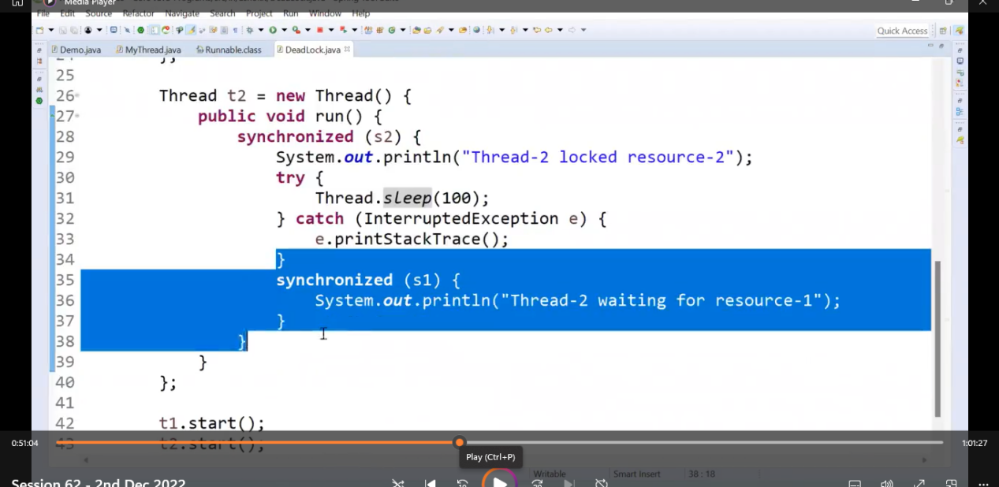 Media Player
File Edit Source Refactor Navigate Search Project Run Window Help
Quick Access
Demo.java MyThread.java Runnable.class DeadLock.java
};
25
26 Thread t2 = new Thread() {
27 public void run() {
28 synchronized (s2) {
29 System.out.println("Thread-2 locked resource-2");
30 try {
31 Thread.sleep(100);
32 } catch (InterruptedException e) {
33 e.printStackTrace();
34 }
35 synchronized (s1) {
36 System.out.println("Thread-2 waiting for resource-1");
37 }
38 }
39 }
40 };
41
42 t1.start();
0:51:04 1:01:27
43 t2.start();
Play (Ctrl+P)
Writable Smart Insert 38 : 18
Session 62 - 2nd Dec 2022